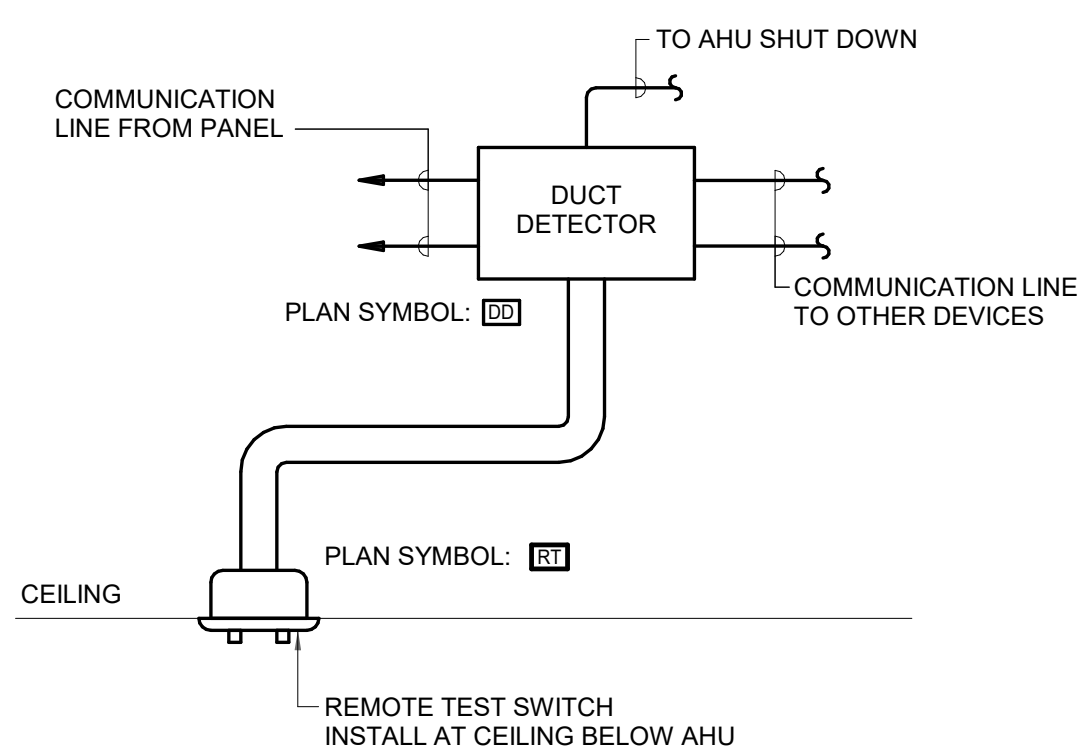 TO AHU SHUT DOWN
COMMUNICATION
LINE FROM PANEL
DUCT
DETECTOR
COMMUNICATION LINE
TO OTHER DEVICES
PLAN SYMBOL: DD
PLAN SYMBOL: RT
CEILING
REMOTE TEST SWITCH
INSTALL AT CEILING BELOW AHU